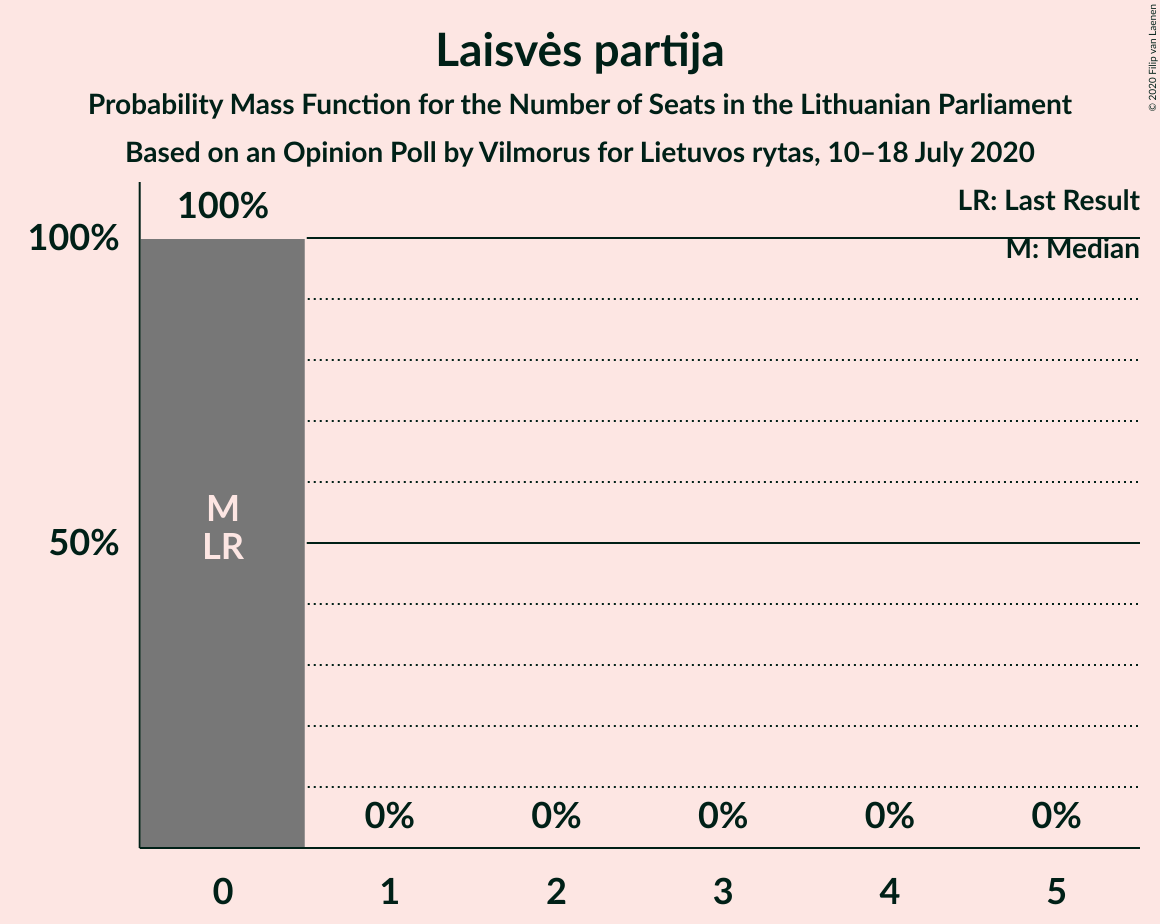 Laisvės partija
Probability Mass Function for the Number of Seats in the Lithuanian Parliament
Based on an Opinion Poll by Vilmorus for Lietuvos rytas, 10–18 July 2020
© 2020 Filip van Laenen
LR: Last Result
M: Median
100%
100%
50%
M
LR
0%
0%
0%
0%
0%
0
1
2
3
4
5